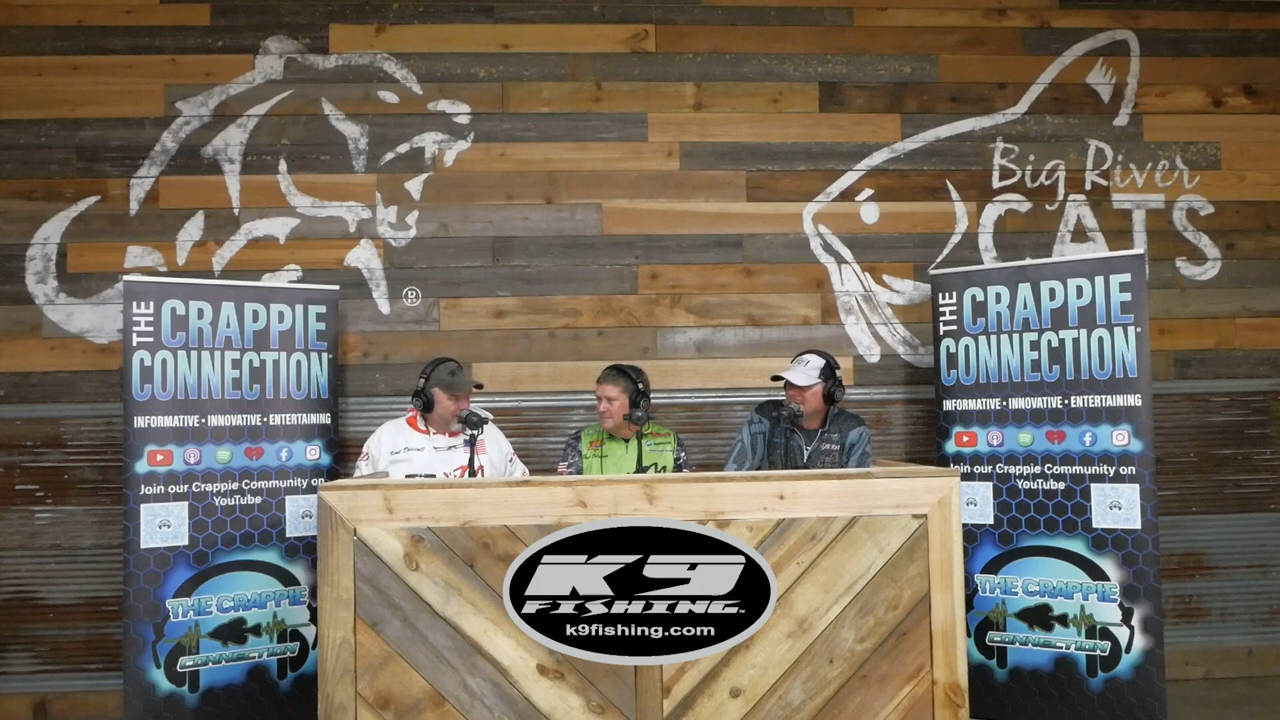 Big River
CATS
®
THE
CRAPPIE
CONNECTION
INFORMATIVE • INNOVATIVE • ENTERTAINING
Join our Crappie Community on
YouTube
THE CRAPPIE
CONNECTION
THE
CRAPPIE
CONNECTION
INFORMATIVE • INNOVATIVE • ENTERTAINING
Join our Crappie Community on
YouTube
THE CRAPPIE
CONNECTION
K9
FISHING™
k9fishing.com